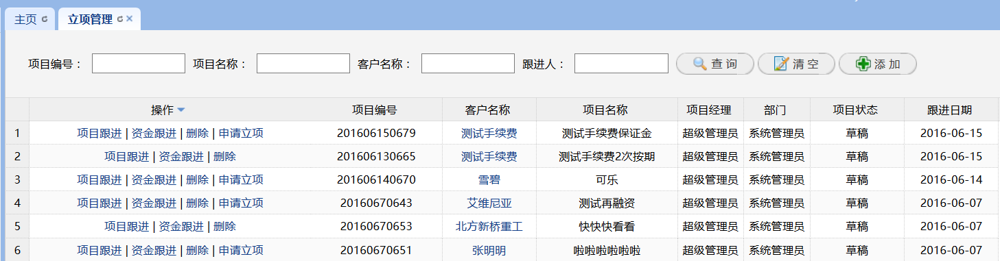 主页 立项管理
项目编号： 项目名称： 客户名称： 跟进人： 查询 清空 添加
操作 项目编号 客户名称 项目名称 项目经理 部门 项目状态 跟进日期
1 项目跟进 | 资金跟进 | 删除 | 申请立项 201606150679 测试手续费 测试手续费保证金 超级管理员 系统管理员 草稿 2016-06-15
2 项目跟进 | 资金跟进 | 删除 201606130665 测试手续费 测试手续费2次按期 超级管理员 系统管理员 草稿 2016-06-15
3 项目跟进 | 资金跟进 | 删除 | 申请立项 201606140670 雪碧 可乐 超级管理员 系统管理员 草稿 2016-06-14
4 项目跟进 | 资金跟进 | 删除 | 申请立项 20160670643 艾维尼亚 测试再融资 超级管理员 系统管理员 草稿 2016-06-07
5 项目跟进 | 资金跟进 | 删除 20160670653 北方新桥重工 快快快看看 超级管理员 系统管理员 草稿 2016-06-07
6 项目跟进 | 资金跟进 | 删除 | 申请立项 20160670651 张明明 啦啦啦啦啦啦 超级管理员 系统管理员 草稿 2016-06-07